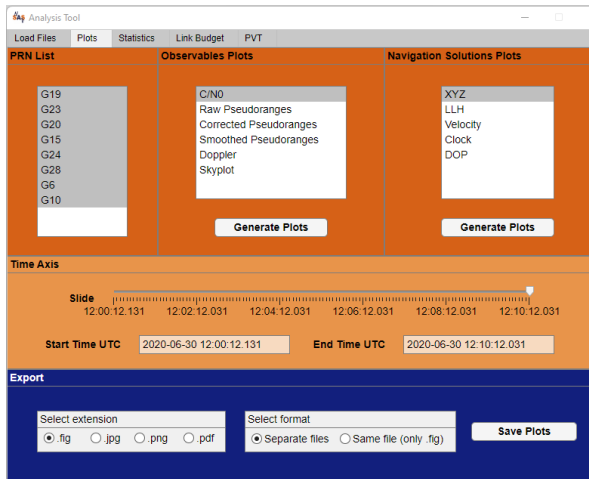 Analysis Tool
Load Files Plots Statistics Link Budget PVT
PRN List Observables Plots Navigation Solutions Plots
G19 C/N0 XYZ
G23 Raw Pseudoranges LLH
G20 Corrected Pseudoranges Velocity
G15 Smoothed Pseudoranges Clock
G24 Doppler DOP
G28 Skyplot
G6
G10
Generate Plots Generate Plots
Time Axis
Slide
12:00:12.131 12:02:12.031 12:04:12.031 12:06:12.031 12:08:12.031 12:10:12.031
Start Time UTC 2020-06-30 12:00:12.131 End Time UTC 2020-06-30 12:10:12.031
Export
Select extension Select format
.fig .jpg .png .pdf Separate files Same file (only .fig) Save Plots